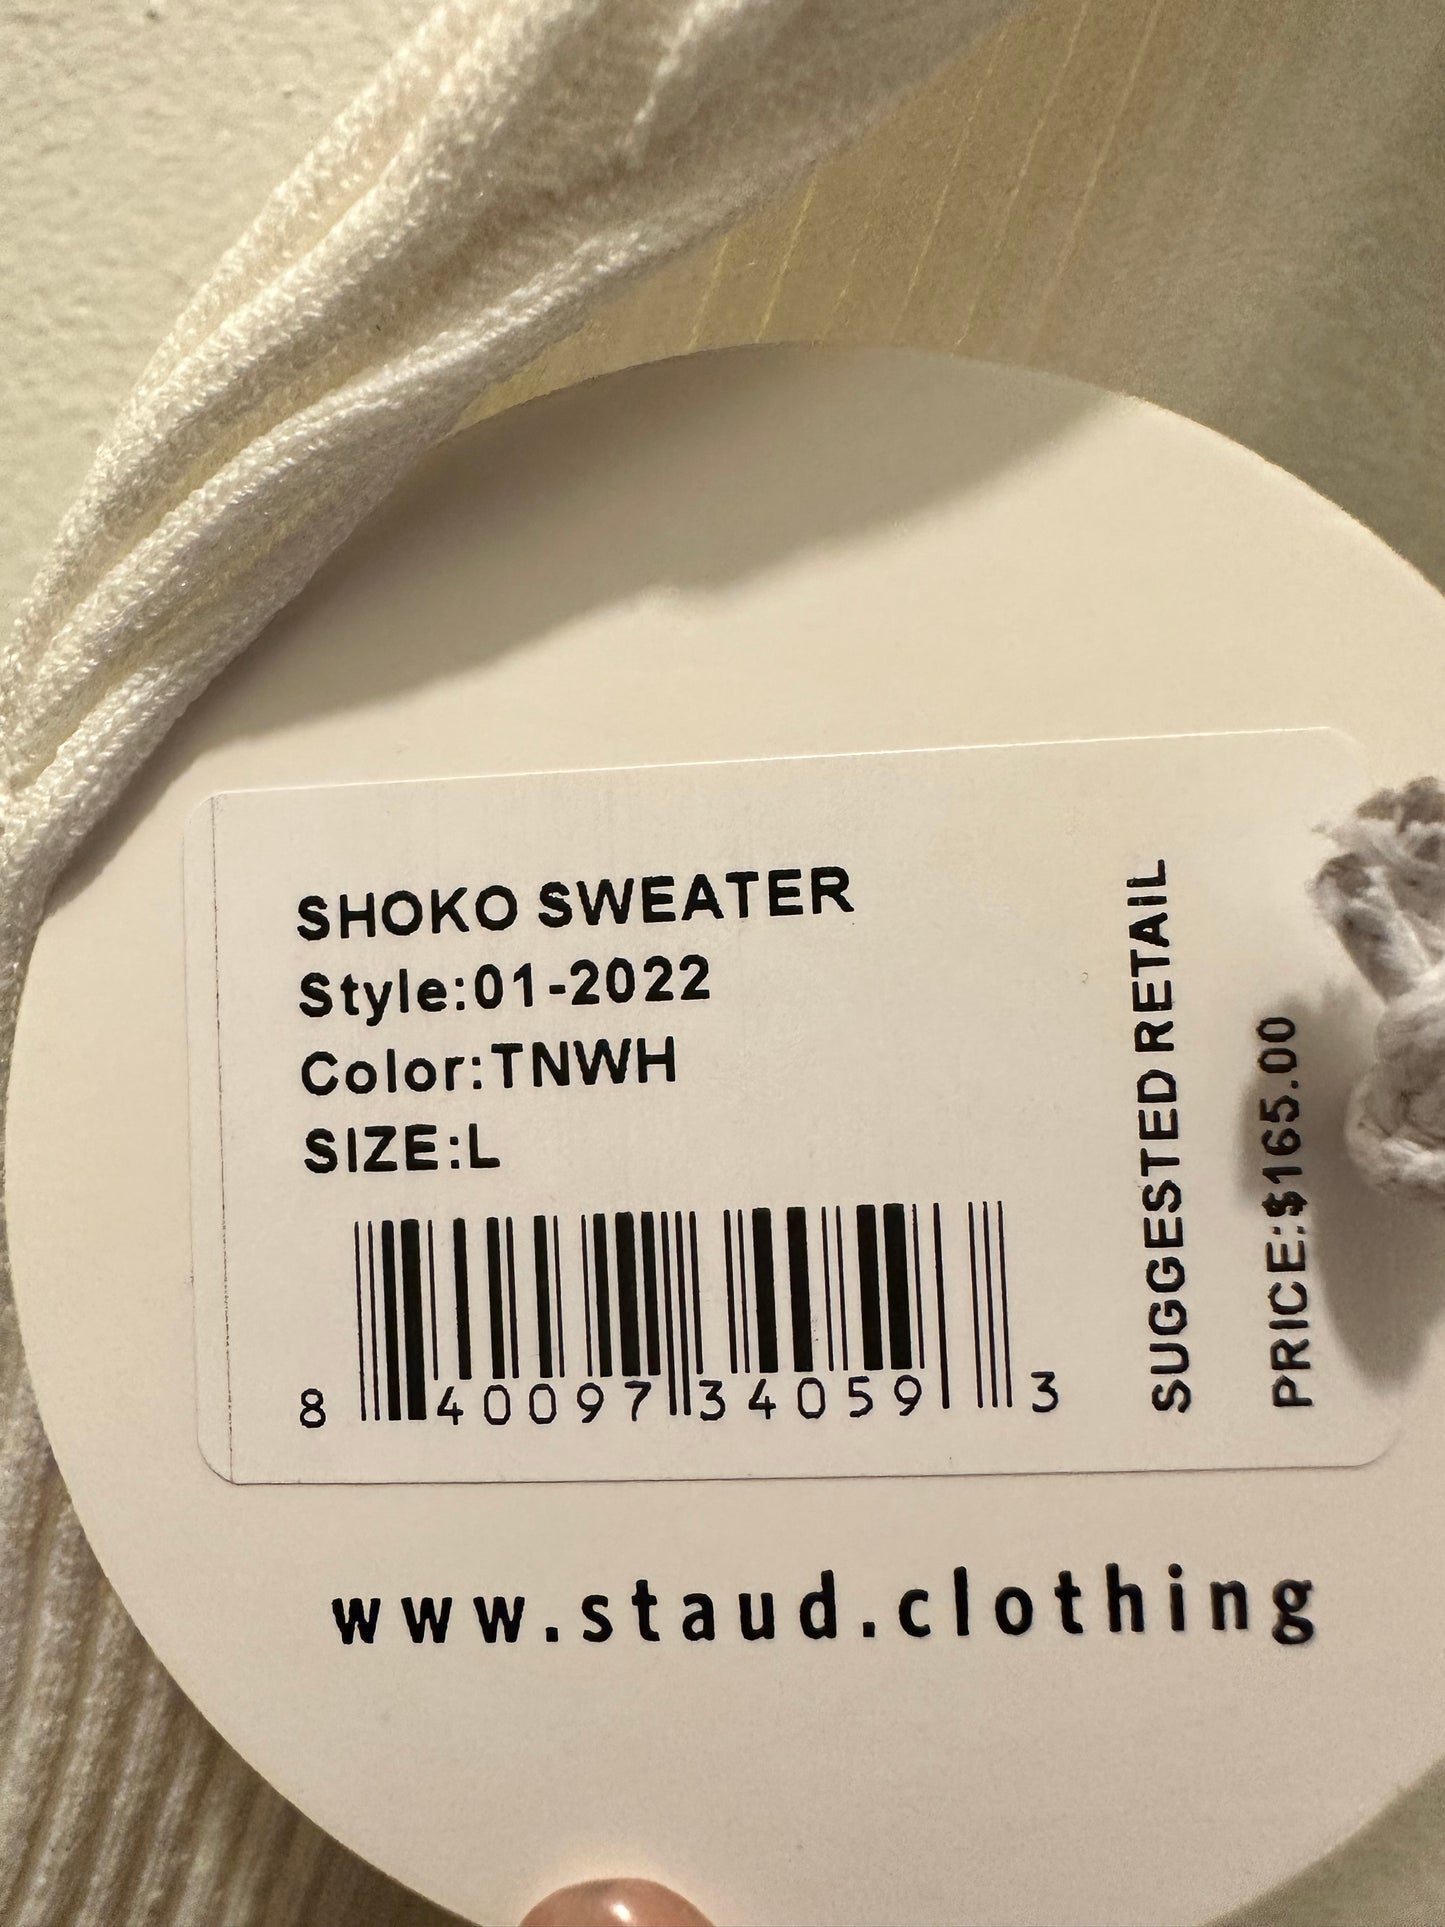 SHOKO SWEATER
Style:01-2022
Color:TNWH
SIZE:L
8 40097 34059 3
SUGGESTED RETAIL
PRICE:$165.00
www.staud.clothing